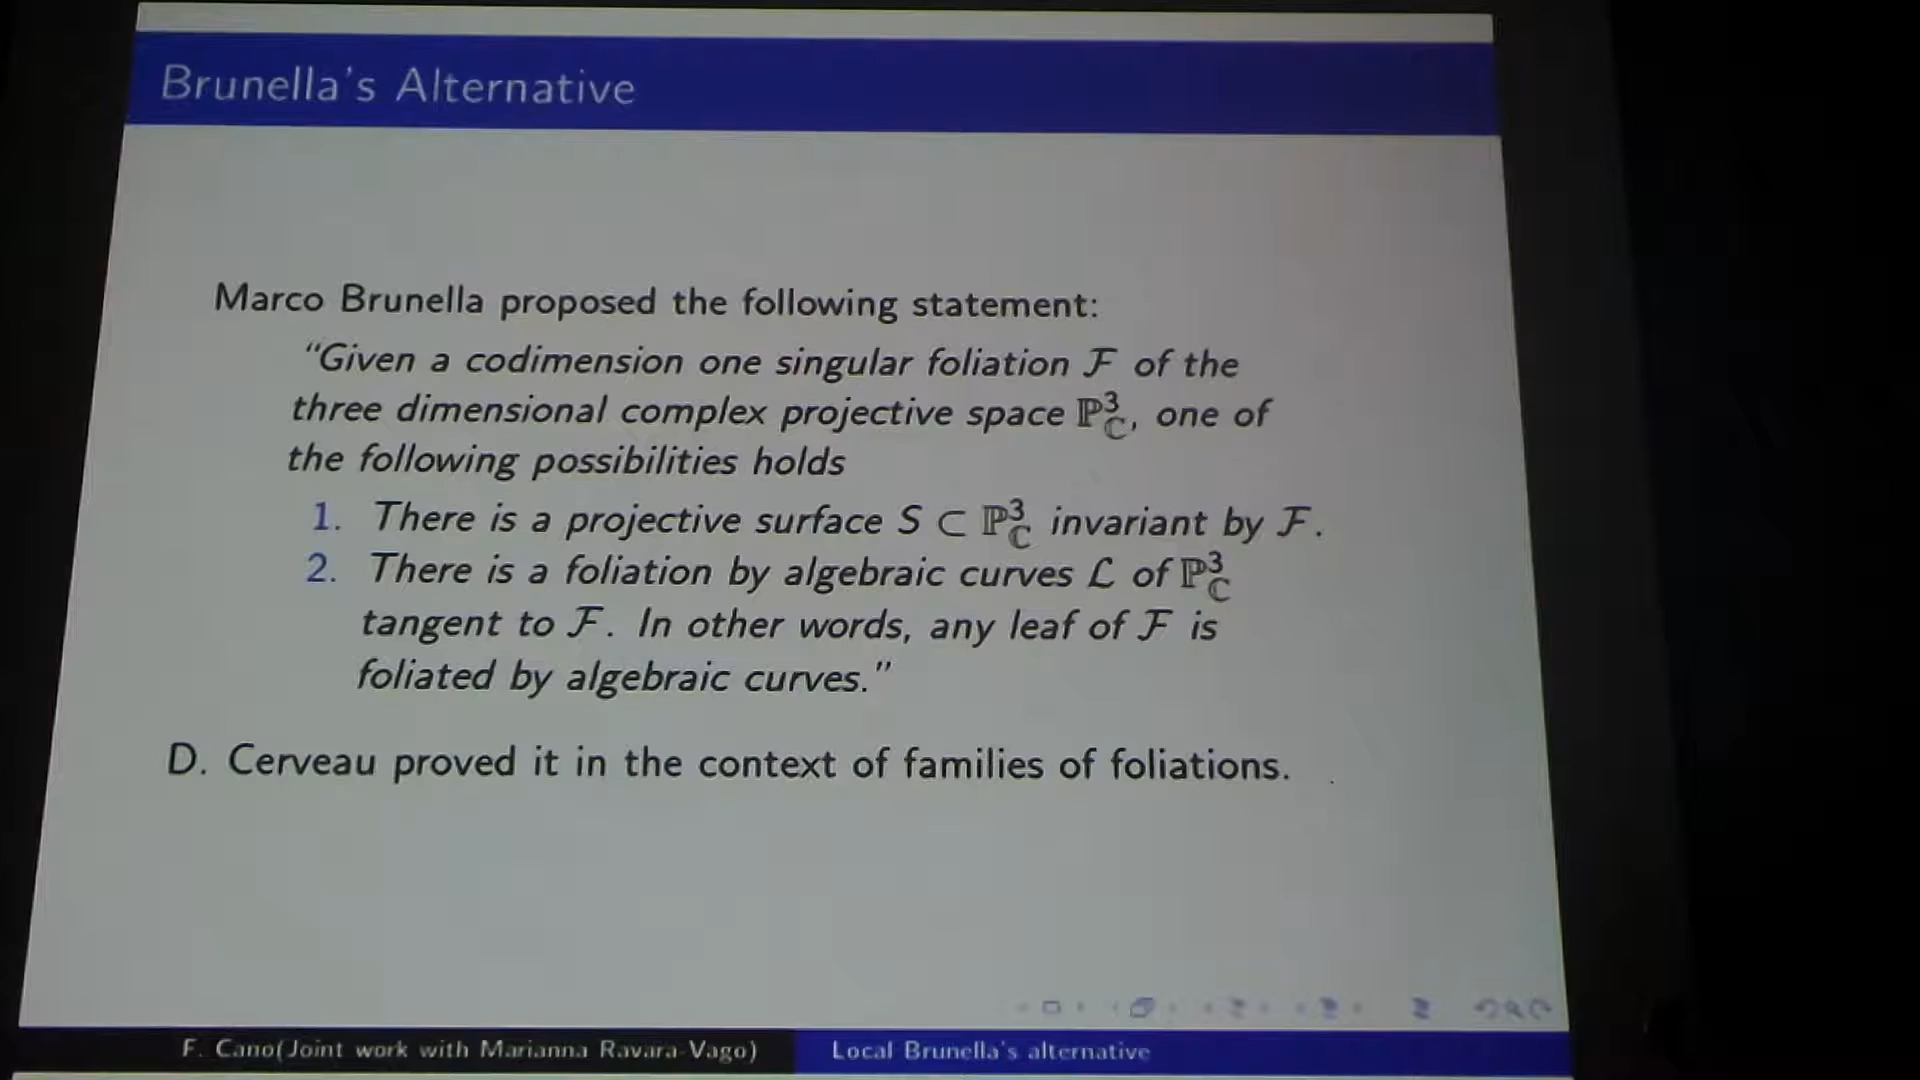 Brunella's Alternative
Marco Brunella proposed the following statement:
"Given a codimension one singular foliation ℱ of the
three dimensional complex projective space ℙ³_ℂ, one of
the following possibilities holds
1. There is a projective surface S ⊂ ℙ³_ℂ invariant by ℱ.
2. There is a foliation by algebraic curves ℒ of ℙ³_ℂ
tangent to ℱ. In other words, any leaf of ℱ is
foliated by algebraic curves."
D. Cerveau proved it in the context of families of foliations.
F. Cano(Joint work with Marianna Ravara-Vago)
Local Brunella's alternative